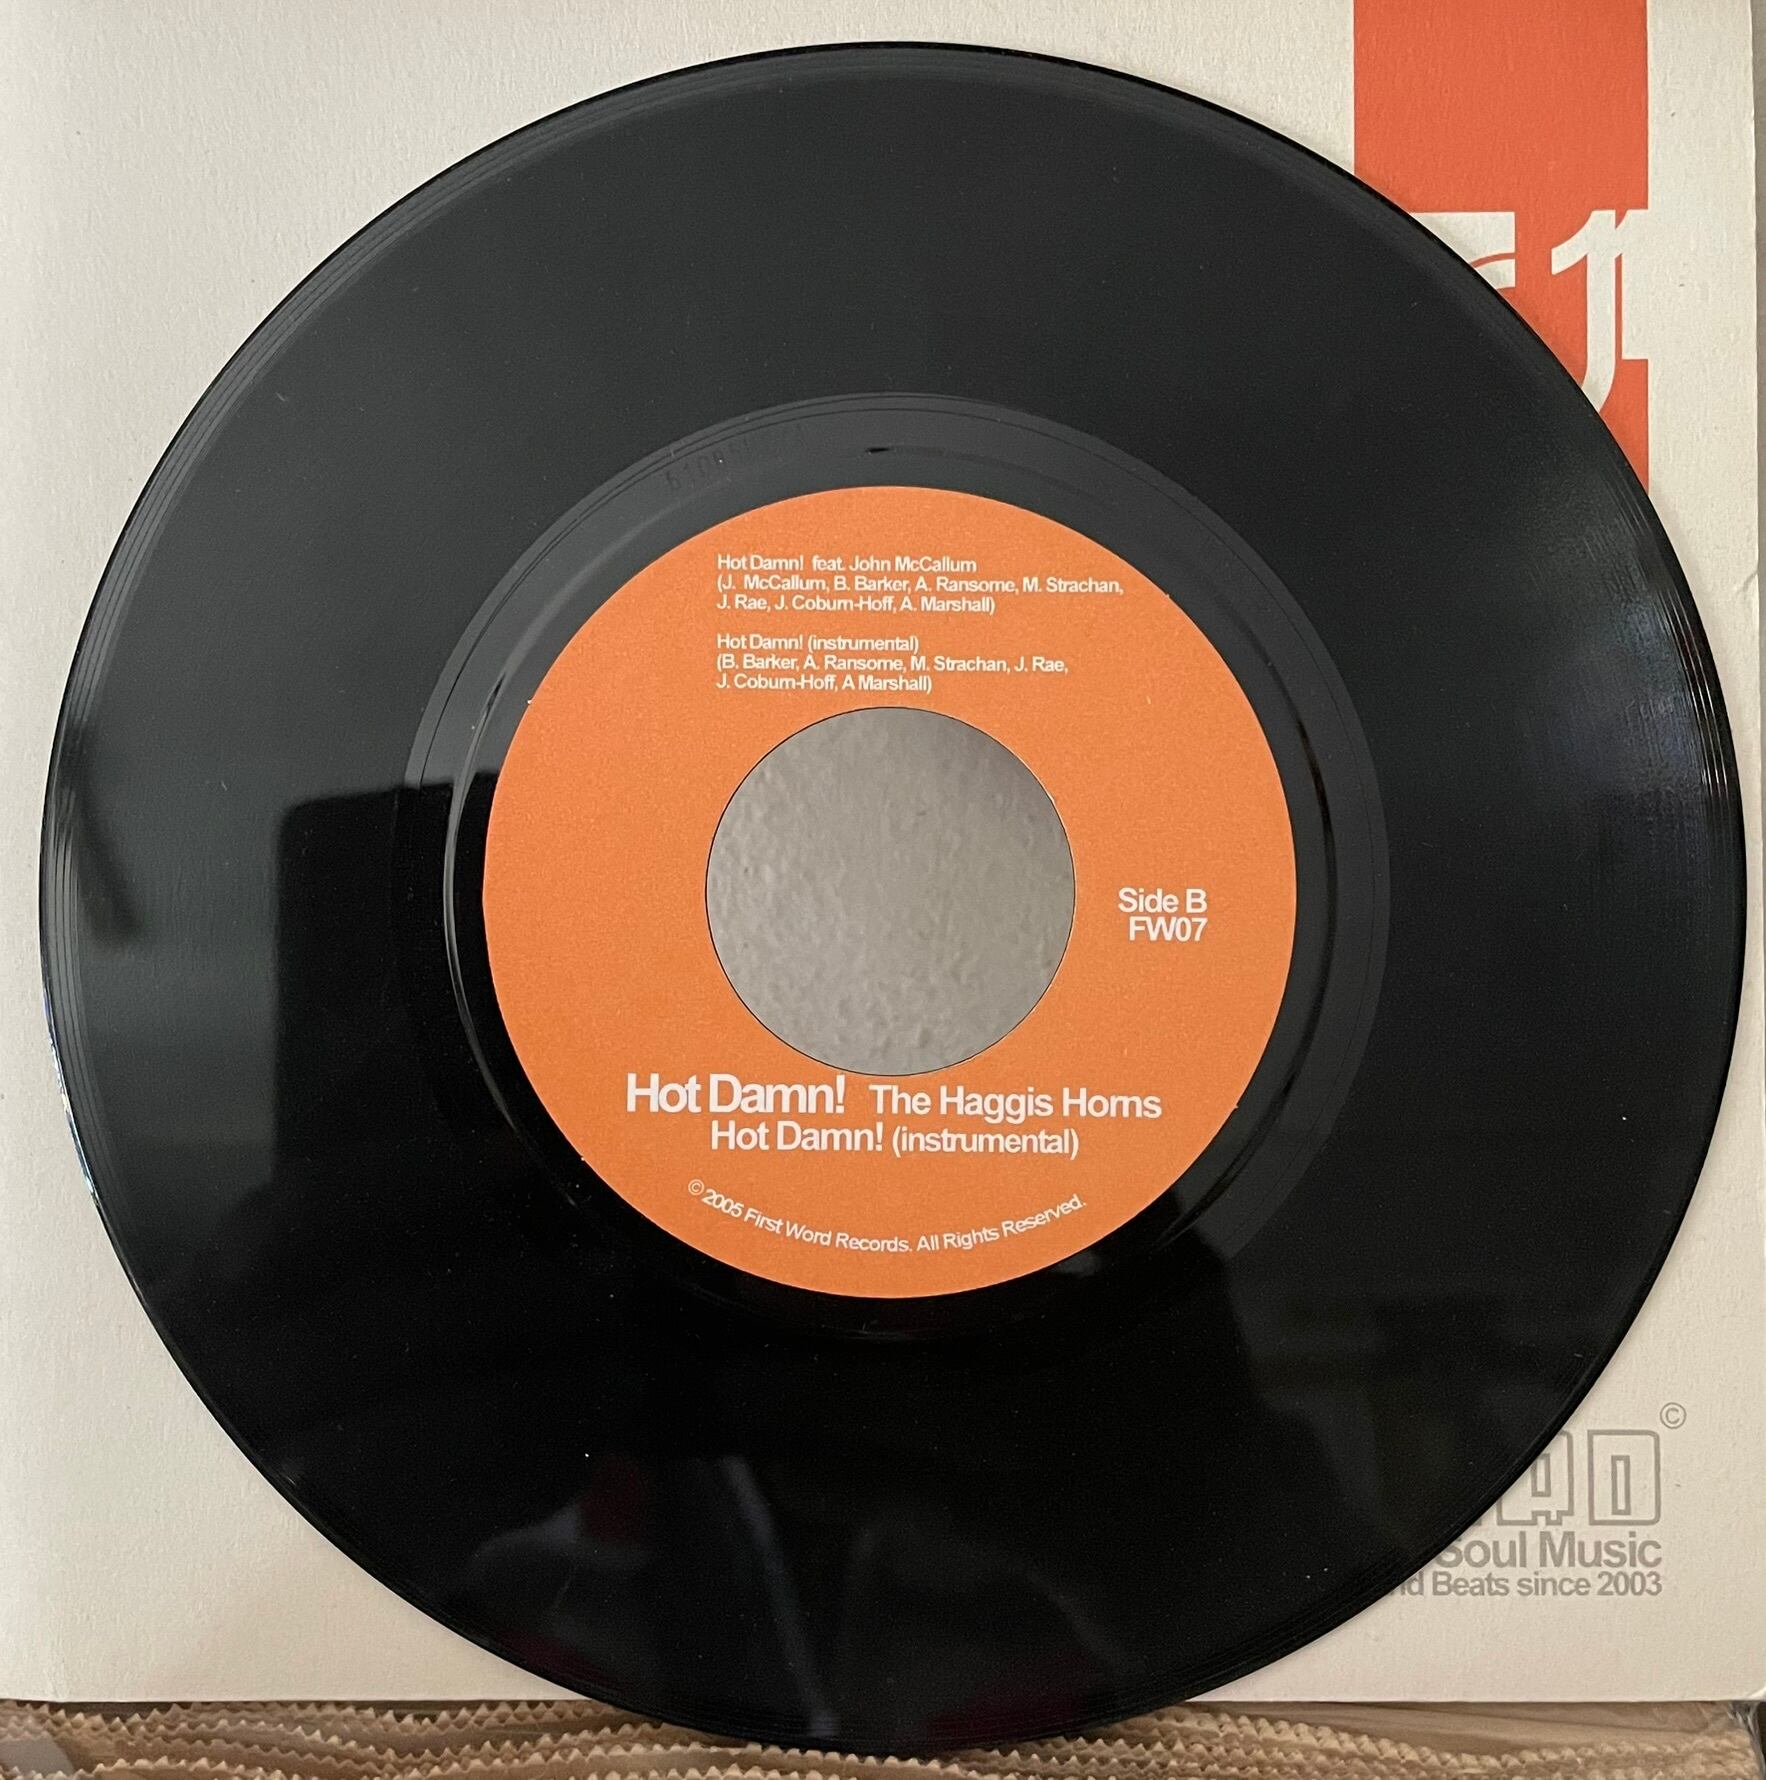 Hot Damn! feat. John McCallum
(J. McCallum, B. Barker, A. Ransome, M. Strachan,
J. Rae, J. Coburn-Hoff, A. Marshall)
Hot Damn! (instrumental)
(B. Barker, A. Ransome, M. Strachan, J. Rae,
J. Coburn-Hoff, A Marshall)
Side B
FW07
Hot Damn! The Haggis Horns
Hot Damn! (instrumental)
© 2005 First Word Records. All Rights Reserved.
©
Soul Music
Beats since 2003